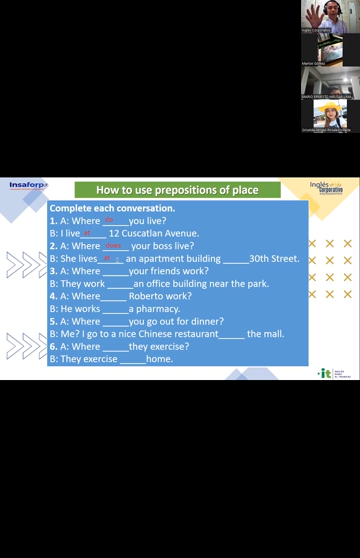 Insaforp
How to use prepositions of place
Inglés
Corporativo
Complete each conversation.
1. A: Where do you live?
B: I live at 12 Cuscatlan Avenue.
2. A: Where does your boss live?
B: She lives at an apartment building _____30th Street.
3. A: Where _____your friends work?
B: They work _____an office building near the park.
4. A: Where_____ Roberto work?
B: He works _____a pharmacy.
5. A: Where _____you go out for dinner?
B: Me? I go to a nice Chinese restaurant_____ the mall.
6. A: Where _____they exercise?
B: They exercise _____home.
it